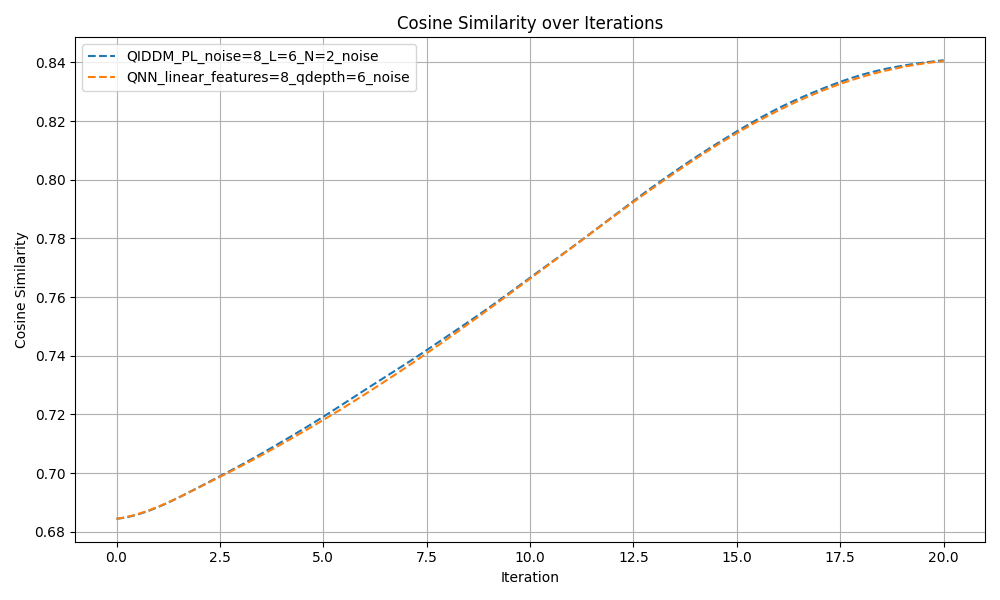 Cosine Similarity over Iterations
QIDDM_PL_noise=8_L=6_N=2_noise
QNN_linear_features=8_qdepth=6_noise
Cosine Similarity
0.84
0.82
0.80
0.78
0.76
0.74
0.72
0.70
0.68
0.0 2.5 5.0 7.5 10.0 12.5 15.0 17.5 20.0
Iteration